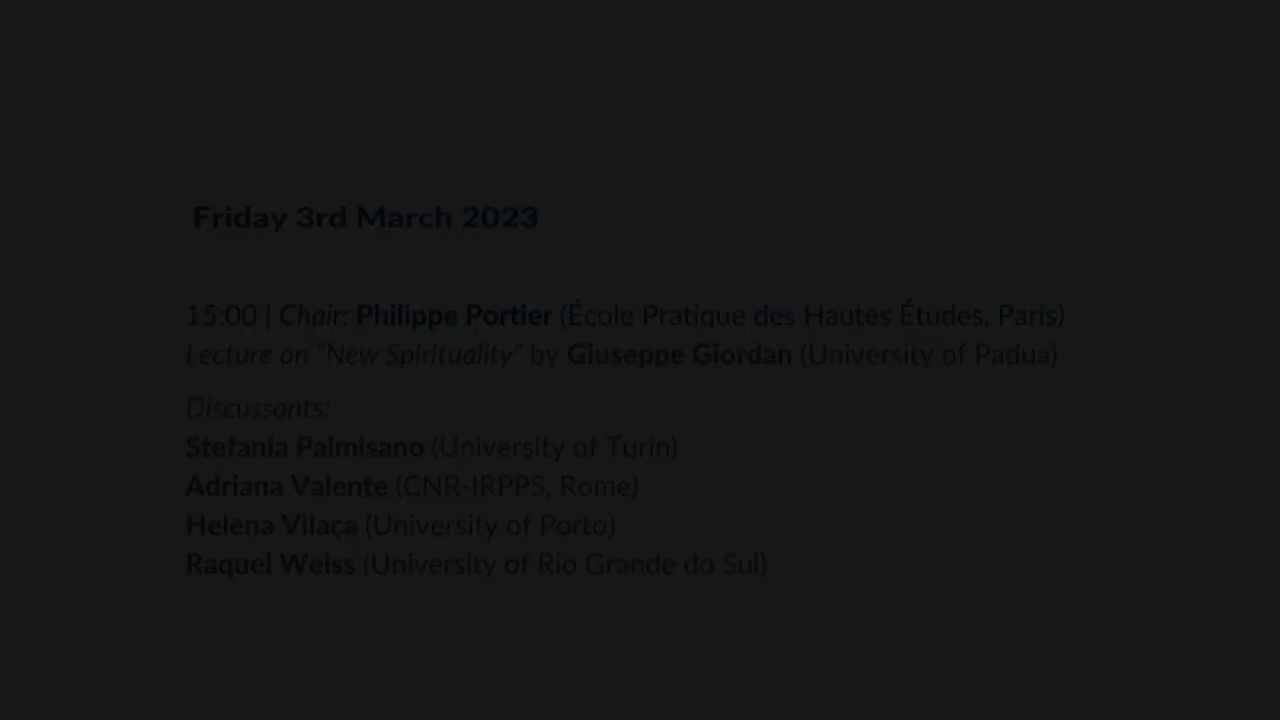 Friday 3rd March 2023
15:00 | Chair: Philippe Portier (École Pratique des Hautes Études, Paris)
Lecture on "New Spirituality" by Giuseppe Giordan (University of Padua)
Discussants:
Stefania Palmisano (University of Turin)
Adriana Valente (CNR-IRPPS, Rome)
Helena Vilaça (University of Porto)
Raquel Weiss (University of Rio Grande do Sul)